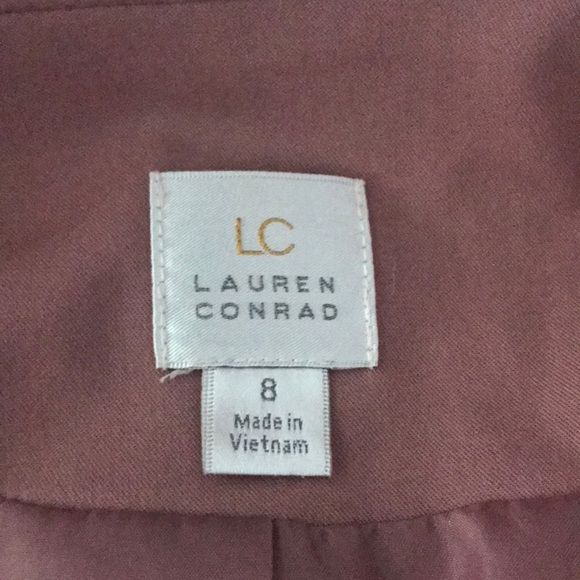 LC
LAUREN
CONRAD
8
Made in
Vietnam